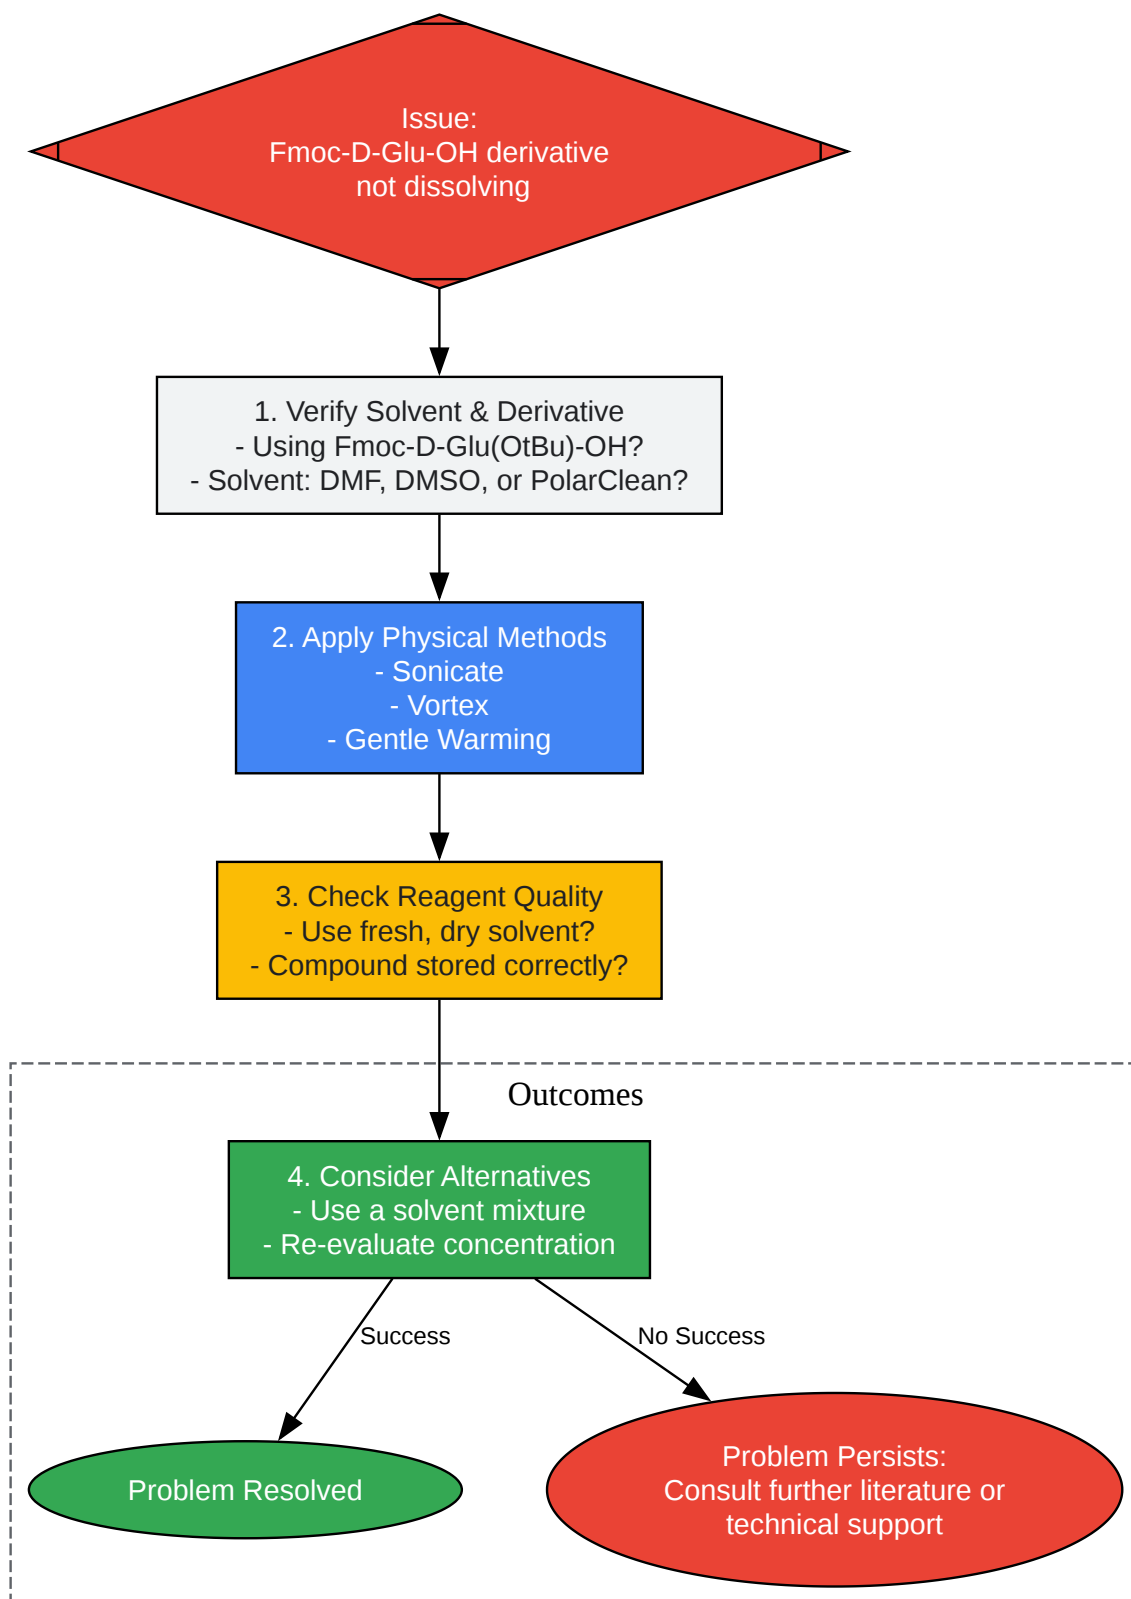 Issue:
Fmoc-D-Glu-OH derivative
not dissolving
1. Verify Solvent & Derivative
- Using Fmoc-D-Glu(OtBu)-OH?
- Solvent: DMF, DMSO, or PolarClean?
2. Apply Physical Methods
- Sonicate
- Vortex
- Gentle Warming
3. Check Reagent Quality
- Use fresh, dry solvent?
- Compound stored correctly?
Outcomes
4. Consider Alternatives
- Use a solvent mixture
- Re-evaluate concentration
Success
No Success
Problem Resolved
Problem Persists:
Consult further literature or
technical support